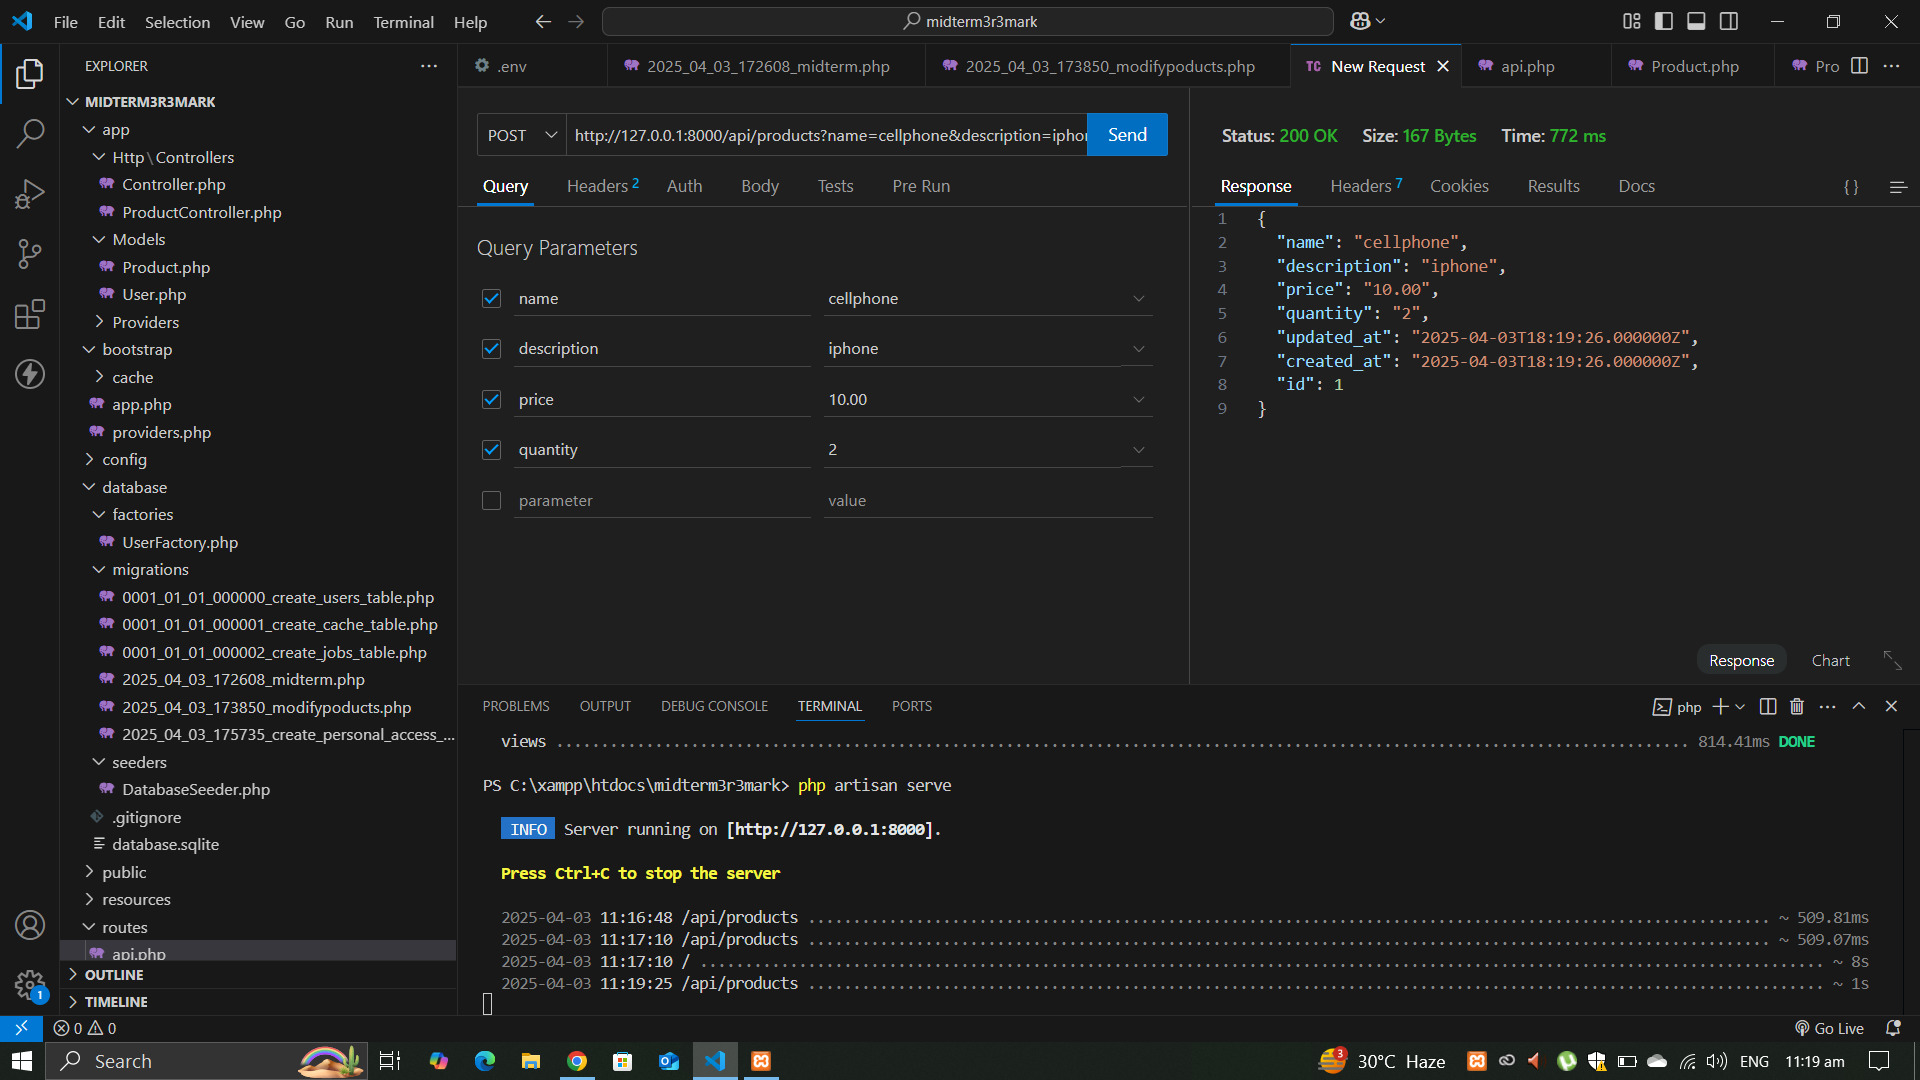 File Edit Selection View Go Run Terminal Help
midterm3r3mark
EXPLORER
MIDTERM3R3MARK
app
Http\Controllers
Controller.php
ProductController.php
Models
Product.php
User.php
Providers
bootstrap
cache
app.php
providers.php
config
database
factories
UserFactory.php
migrations
0001_01_01_000000_create_users_table.php
0001_01_01_000001_create_cache_table.php
0001_01_01_000002_create_jobs_table.php
2025_04_03_172608_midterm.php
2025_04_03_173850_modifypoducts.php
2025_04_03_175735_create_personal_access_...
seeders
DatabaseSeeder.php
.gitignore
database.sqlite
public
resources
routes
api.php
OUTLINE
TIMELINE
1
.env
2025_04_03_172608_midterm.php
2025_04_03_173850_modifypoducts.php
TC New Request
api.php
Product.php
Pro
POST http://127.0.0.1:8000/api/products?name=cellphone&description=iphon Send
Query Headers 2 Auth Body Tests Pre Run
Query Parameters
name cellphone
description iphone
price 10.00
quantity 2
parameter value
Status: 200 OK Size: 167 Bytes Time: 772 ms
Response Headers 7 Cookies Results Docs {}
1 {
2 "name": "cellphone",
3 "description": "iphone",
4 "price": "10.00",
5 "quantity": "2",
6 "updated_at": "2025-04-03T18:19:26.000000Z",
7 "created_at": "2025-04-03T18:19:26.000000Z",
8 "id": 1
9 }
Response Chart
PROBLEMS OUTPUT DEBUG CONSOLE TERMINAL PORTS
php
views ........ 814.41ms DONE
PS C:\xampp\htdocs\midterm3r3mark> php artisan serve
INFO Server running on [http://127.0.0.1:8000].
Press Ctrl+C to stop the server
2025-04-03 11:16:48 /api/products ........ ~ 509.81ms
2025-04-03 11:17:10 /api/products ........ ~ 509.07ms
2025-04-03 11:17:10 / ........ ~ 8s
2025-04-03 11:19:25 /api/products ........ ~ 1s
0 0
Go Live
Search
3 30°C Haze
ENG 11:19 am